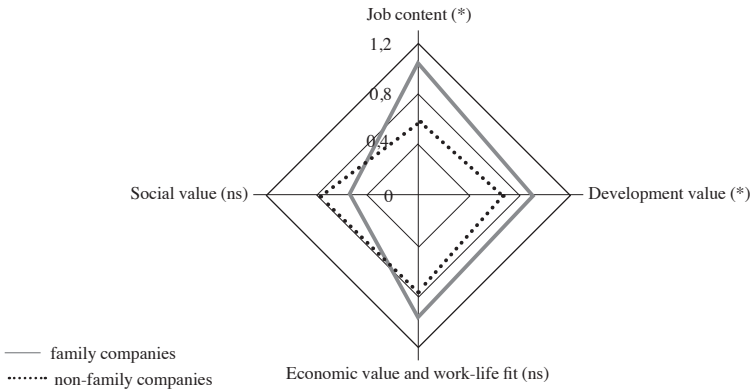 Job content (*)
1,2
0,8
0,4
Social value (ns)
0
Development value (*)
family companies
Economic value and work-life fit (ns)
non-family companies